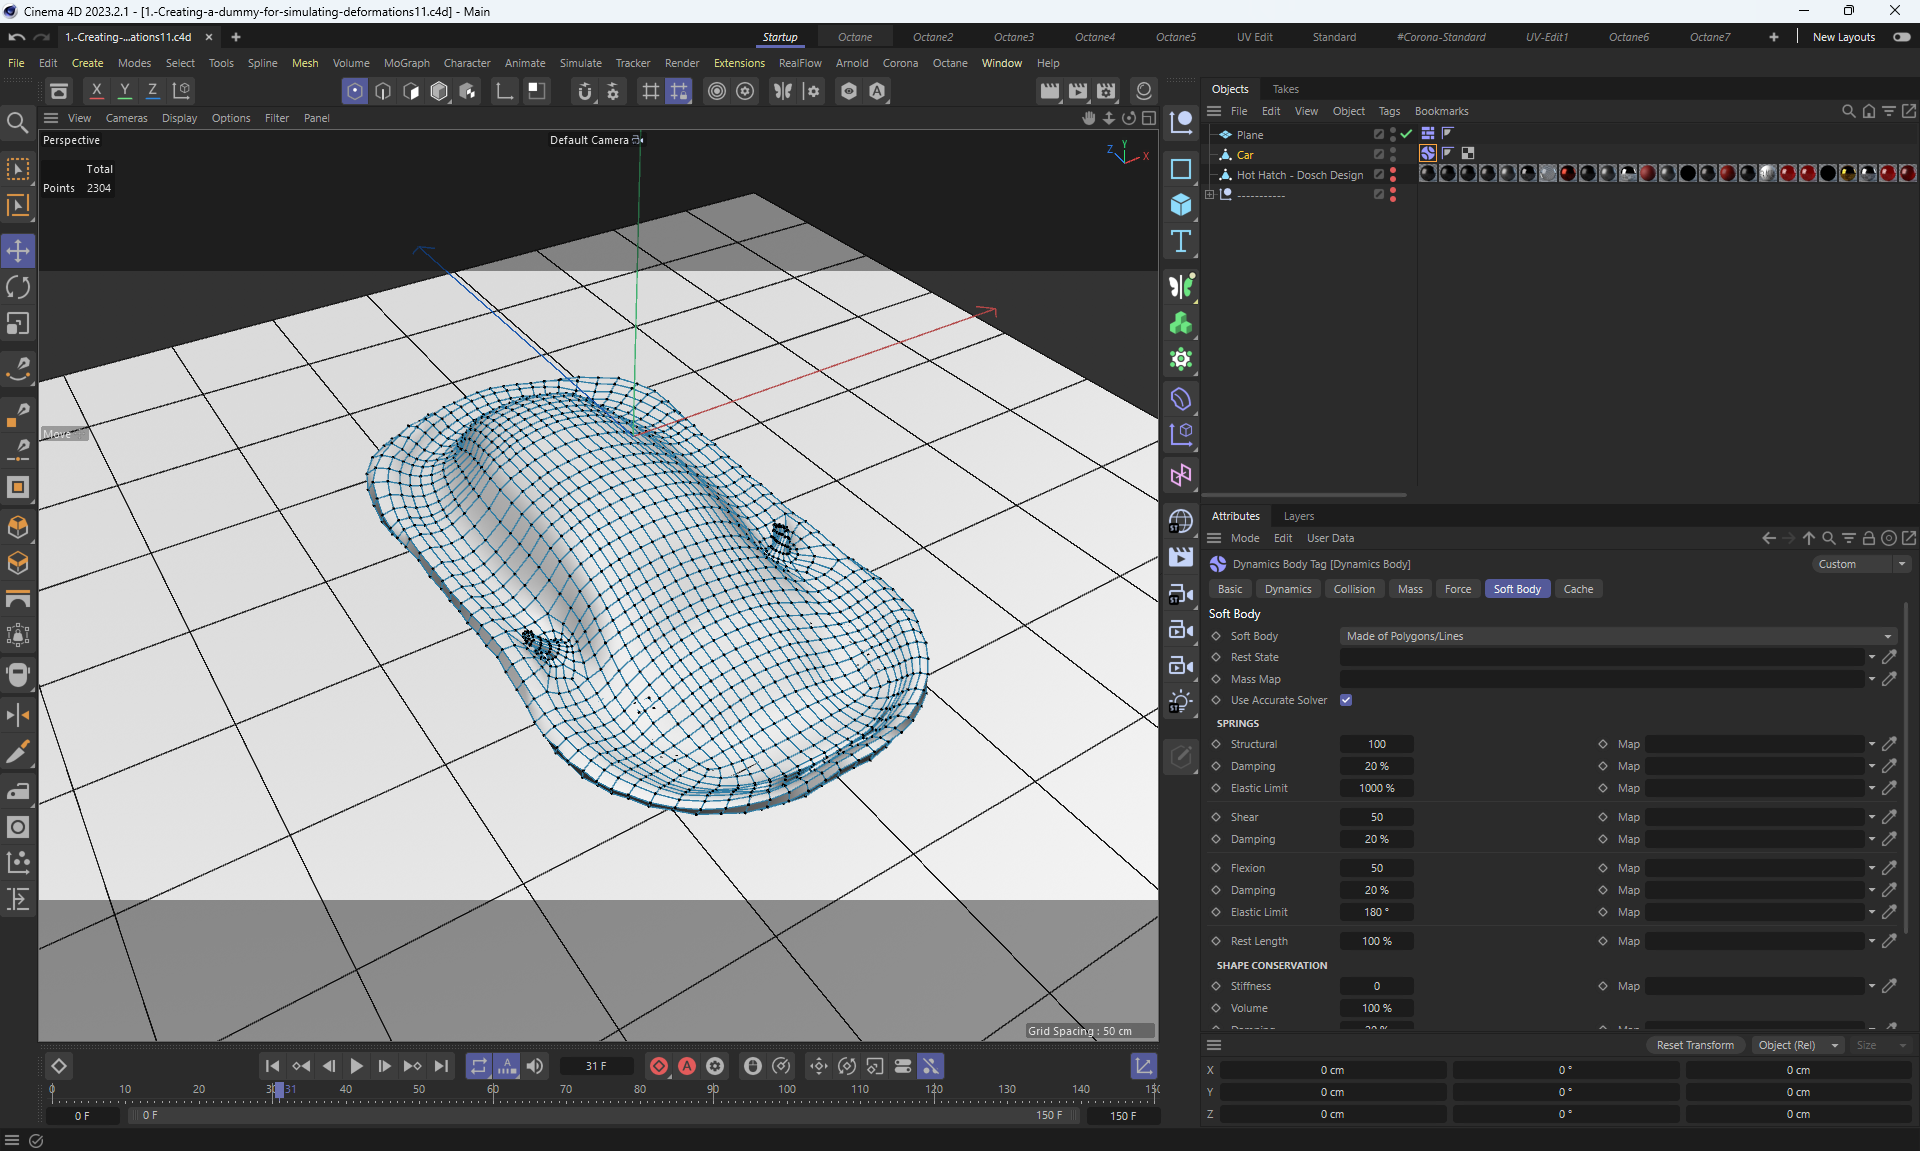 Cinema 4D 2023.2.1 - [1.-Creating-a-dummy-for-simulating-deformations11.c4d] - Main
1.-Creating-...ations11.c4d
Startup Octane Octane2 Octane3 Octane4 Octane5 UV Edit Standard #Corona-Standard UV-Edit1 Octane6 Octane7 New Layouts
File Edit Create Modes Select Tools Spline Mesh Volume MoGraph Character Animate Simulate Tracker Render Extensions RealFlow Arnold Corona Octane Window Help
X Y Z
View Cameras Display Options Filter Panel
Perspective
Default Camera
Total
Points 2304
Z Y X
Move
Grid Spacing : 50 cm
Objects Takes
File Edit View Object Tags Bookmarks
Plane
Car
Hot Hatch - Dosch Design
-----------
Attributes Layers
Mode Edit User Data
Dynamics Body Tag [Dynamics Body]
Custom
Basic Dynamics Collision Mass Force Soft Body Cache
Soft Body
Soft Body Made of Polygons/Lines
Rest State
Mass Map
Use Accurate Solver
SPRINGS
Structural 100 Map
Damping 20 % Map
Elastic Limit 1000 % Map
Shear 50 Map
Damping 20 % Map
Flexion 50 Map
Damping 20 % Map
Elastic Limit 180 ° Map
Rest Length 100 % Map
SHAPE CONSERVATION
Stiffness 0 Map
Volume 100 %
Damping 20 % Map
Reset Transform Object (Rel) Size
X 0 cm 0 ° 0 cm
Y 0 cm 0 ° 0 cm
Z 0 cm 0 ° 0 cm
31 F
0 10 20 30 31 40 50 60 70 80 90 100 110 120 130 140 150
0 F 0 F 150 F 150 F